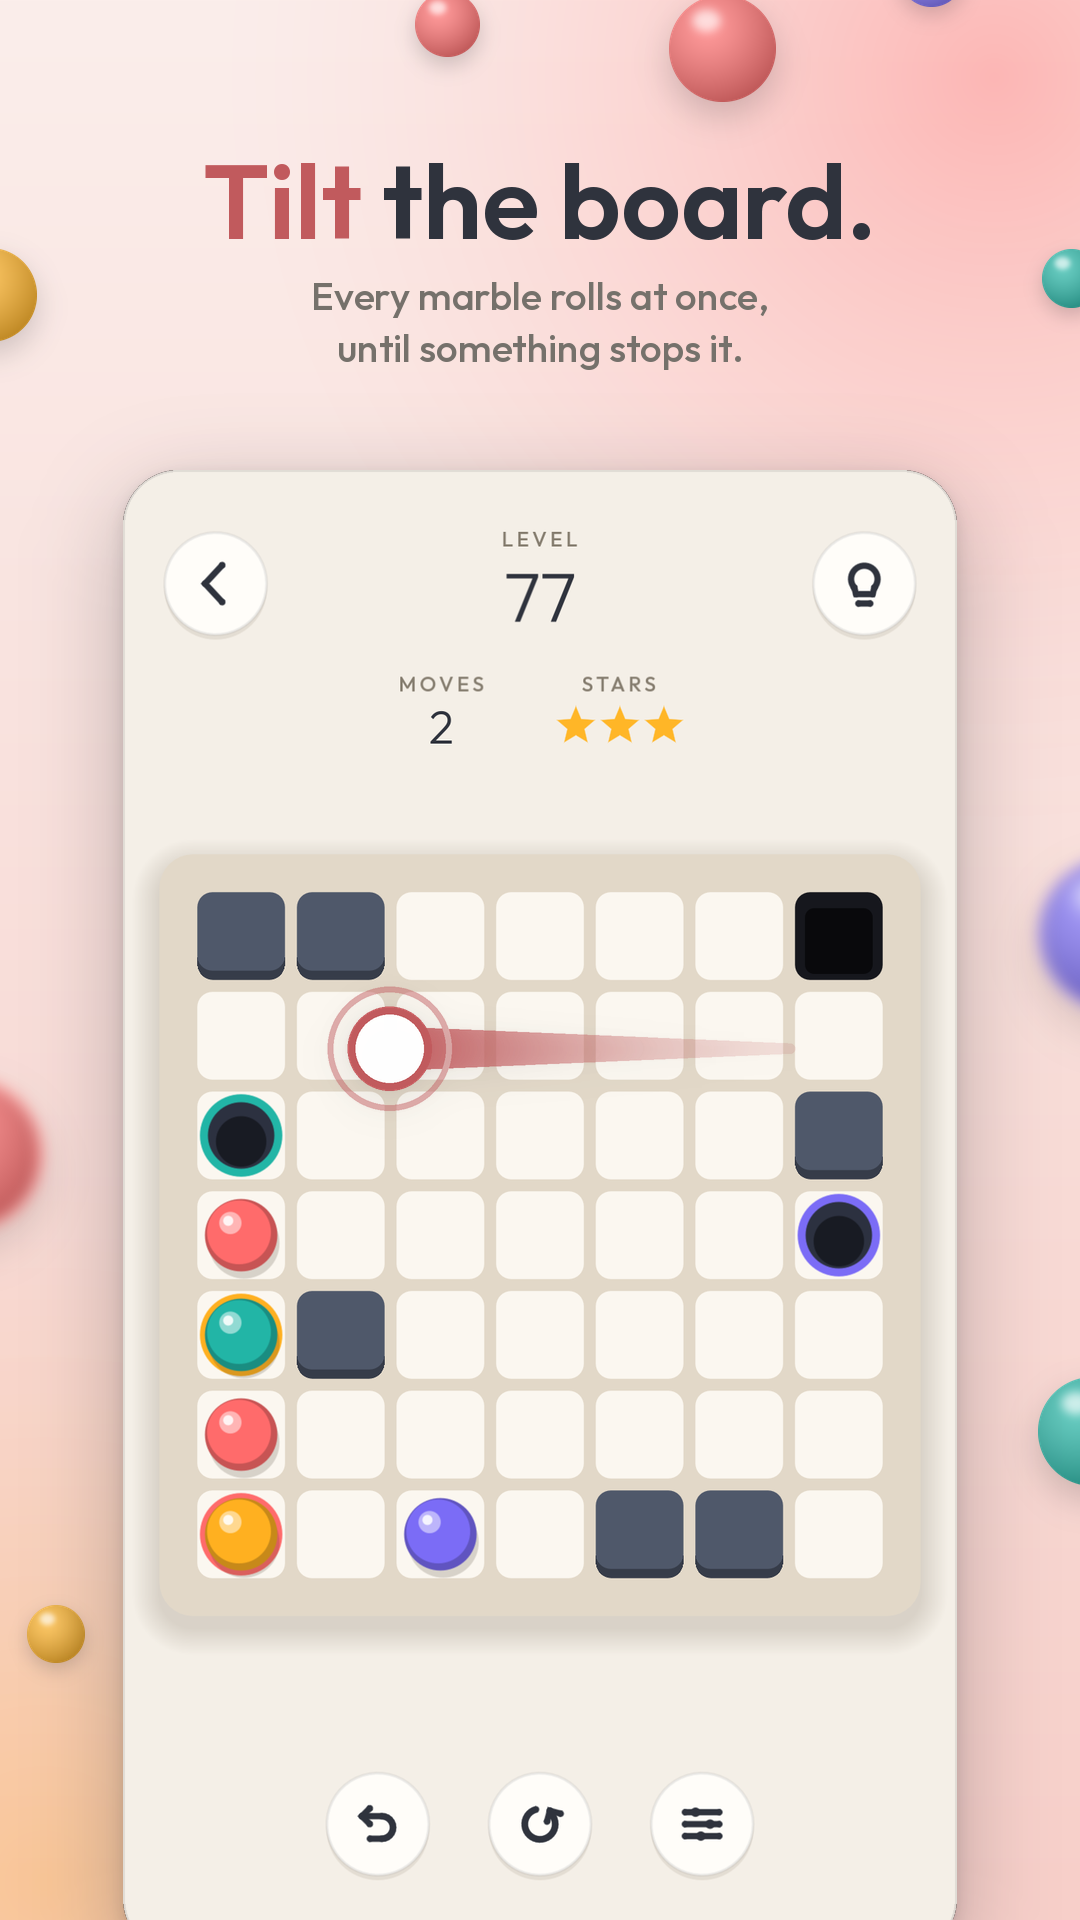 Tilt the board.
Every marble rolls at once,
until something stops it.
LEVEL
77
MOVES
STARS
2